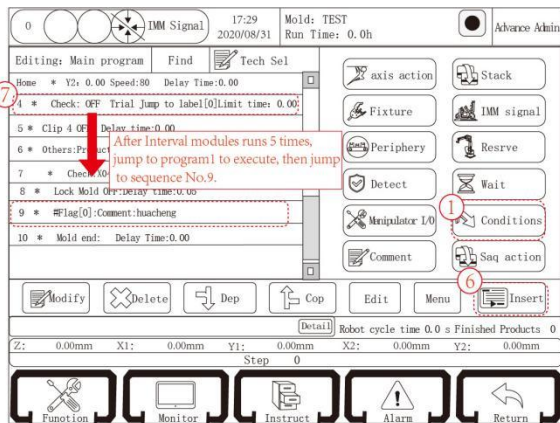 0
IMM Signal
17:29
2020/08/31
Mold: TEST
Run Time: 0.0h
Advance Admin
Editing: Main program
Find
Tech Sel
Home * Y2: 0.00 Speed:80 Delay Time:0.00
7
4 * Check: OFF Trial Jump to label[0]Limit time: 0.00
5 * Clip 4 OFF Delay time:0.00
6 * Others:Product
7 * Check
8 * Lock Mold OFF:Delay time:0.05
9 * #Flag[0]:Comment:huacheng
10 * Mold end: Delay Time:0.00
After Interval modules runs 5 times,
jump to program1 to execute, then jump
to sequence No.9.
axis action
Stack
Fixture
IMM signal
Periphery
Resrve
Detect
Wait
1
Manipulator I/O
Conditions
Comment
Saq action
6
Modify
Delete
Dep
Cop
Edit
Menu
Insert
Detail
Robot cycle time 0.0 s Finished Products 0
Z: 0.00mm X1: 0.00mm Y1: 0.00mm X2: 0.00mm Y2: 0.00mm
Step 0
Funotion
Monitor
Instruct
Alarm
Return